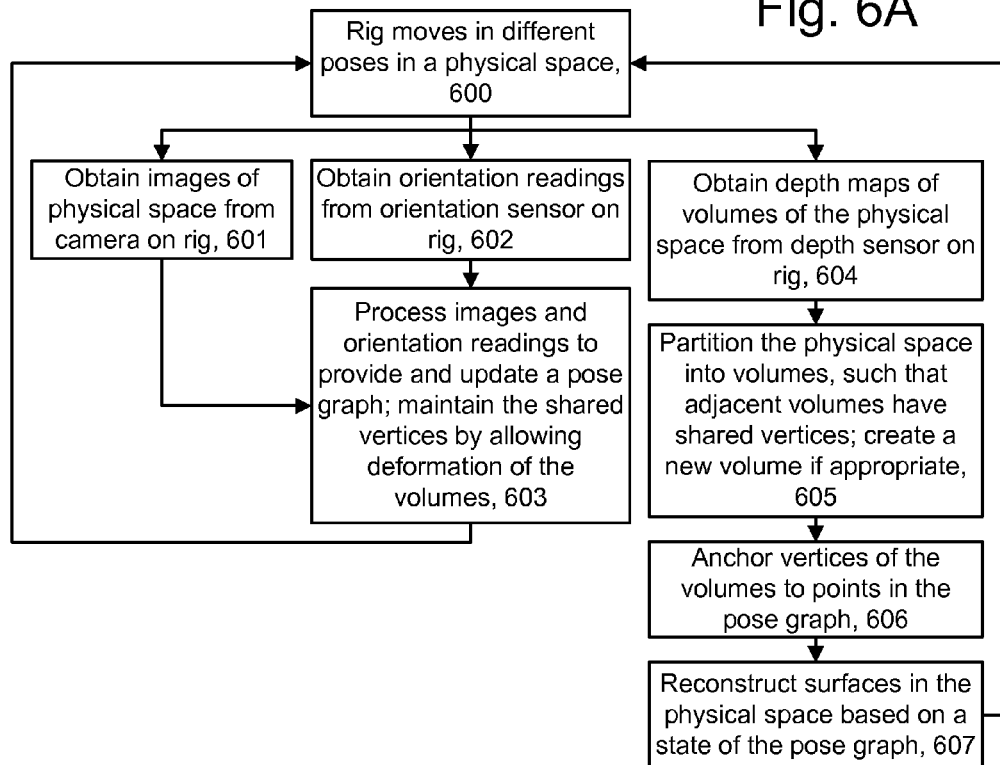 Fig. 6A
Rig moves in different
poses in a physical space,
600
Obtain images of
physical space from
camera on rig, 601
Obtain orientation readings
from orientation sensor on
rig, 602
Obtain depth maps of
volumes of the physical
space from depth sensor on
rig, 604
Process images and
orientation readings to
provide and update a pose
graph; maintain the shared
vertices by allowing
deformation of the
volumes, 603
Partition the physical space
into volumes, such that
adjacent volumes have
shared vertices; create a
new volume if appropriate,
605
Anchor vertices of the
volumes to points in the
pose graph, 606
Reconstruct surfaces in the
physical space based on a
state of the pose graph, 607